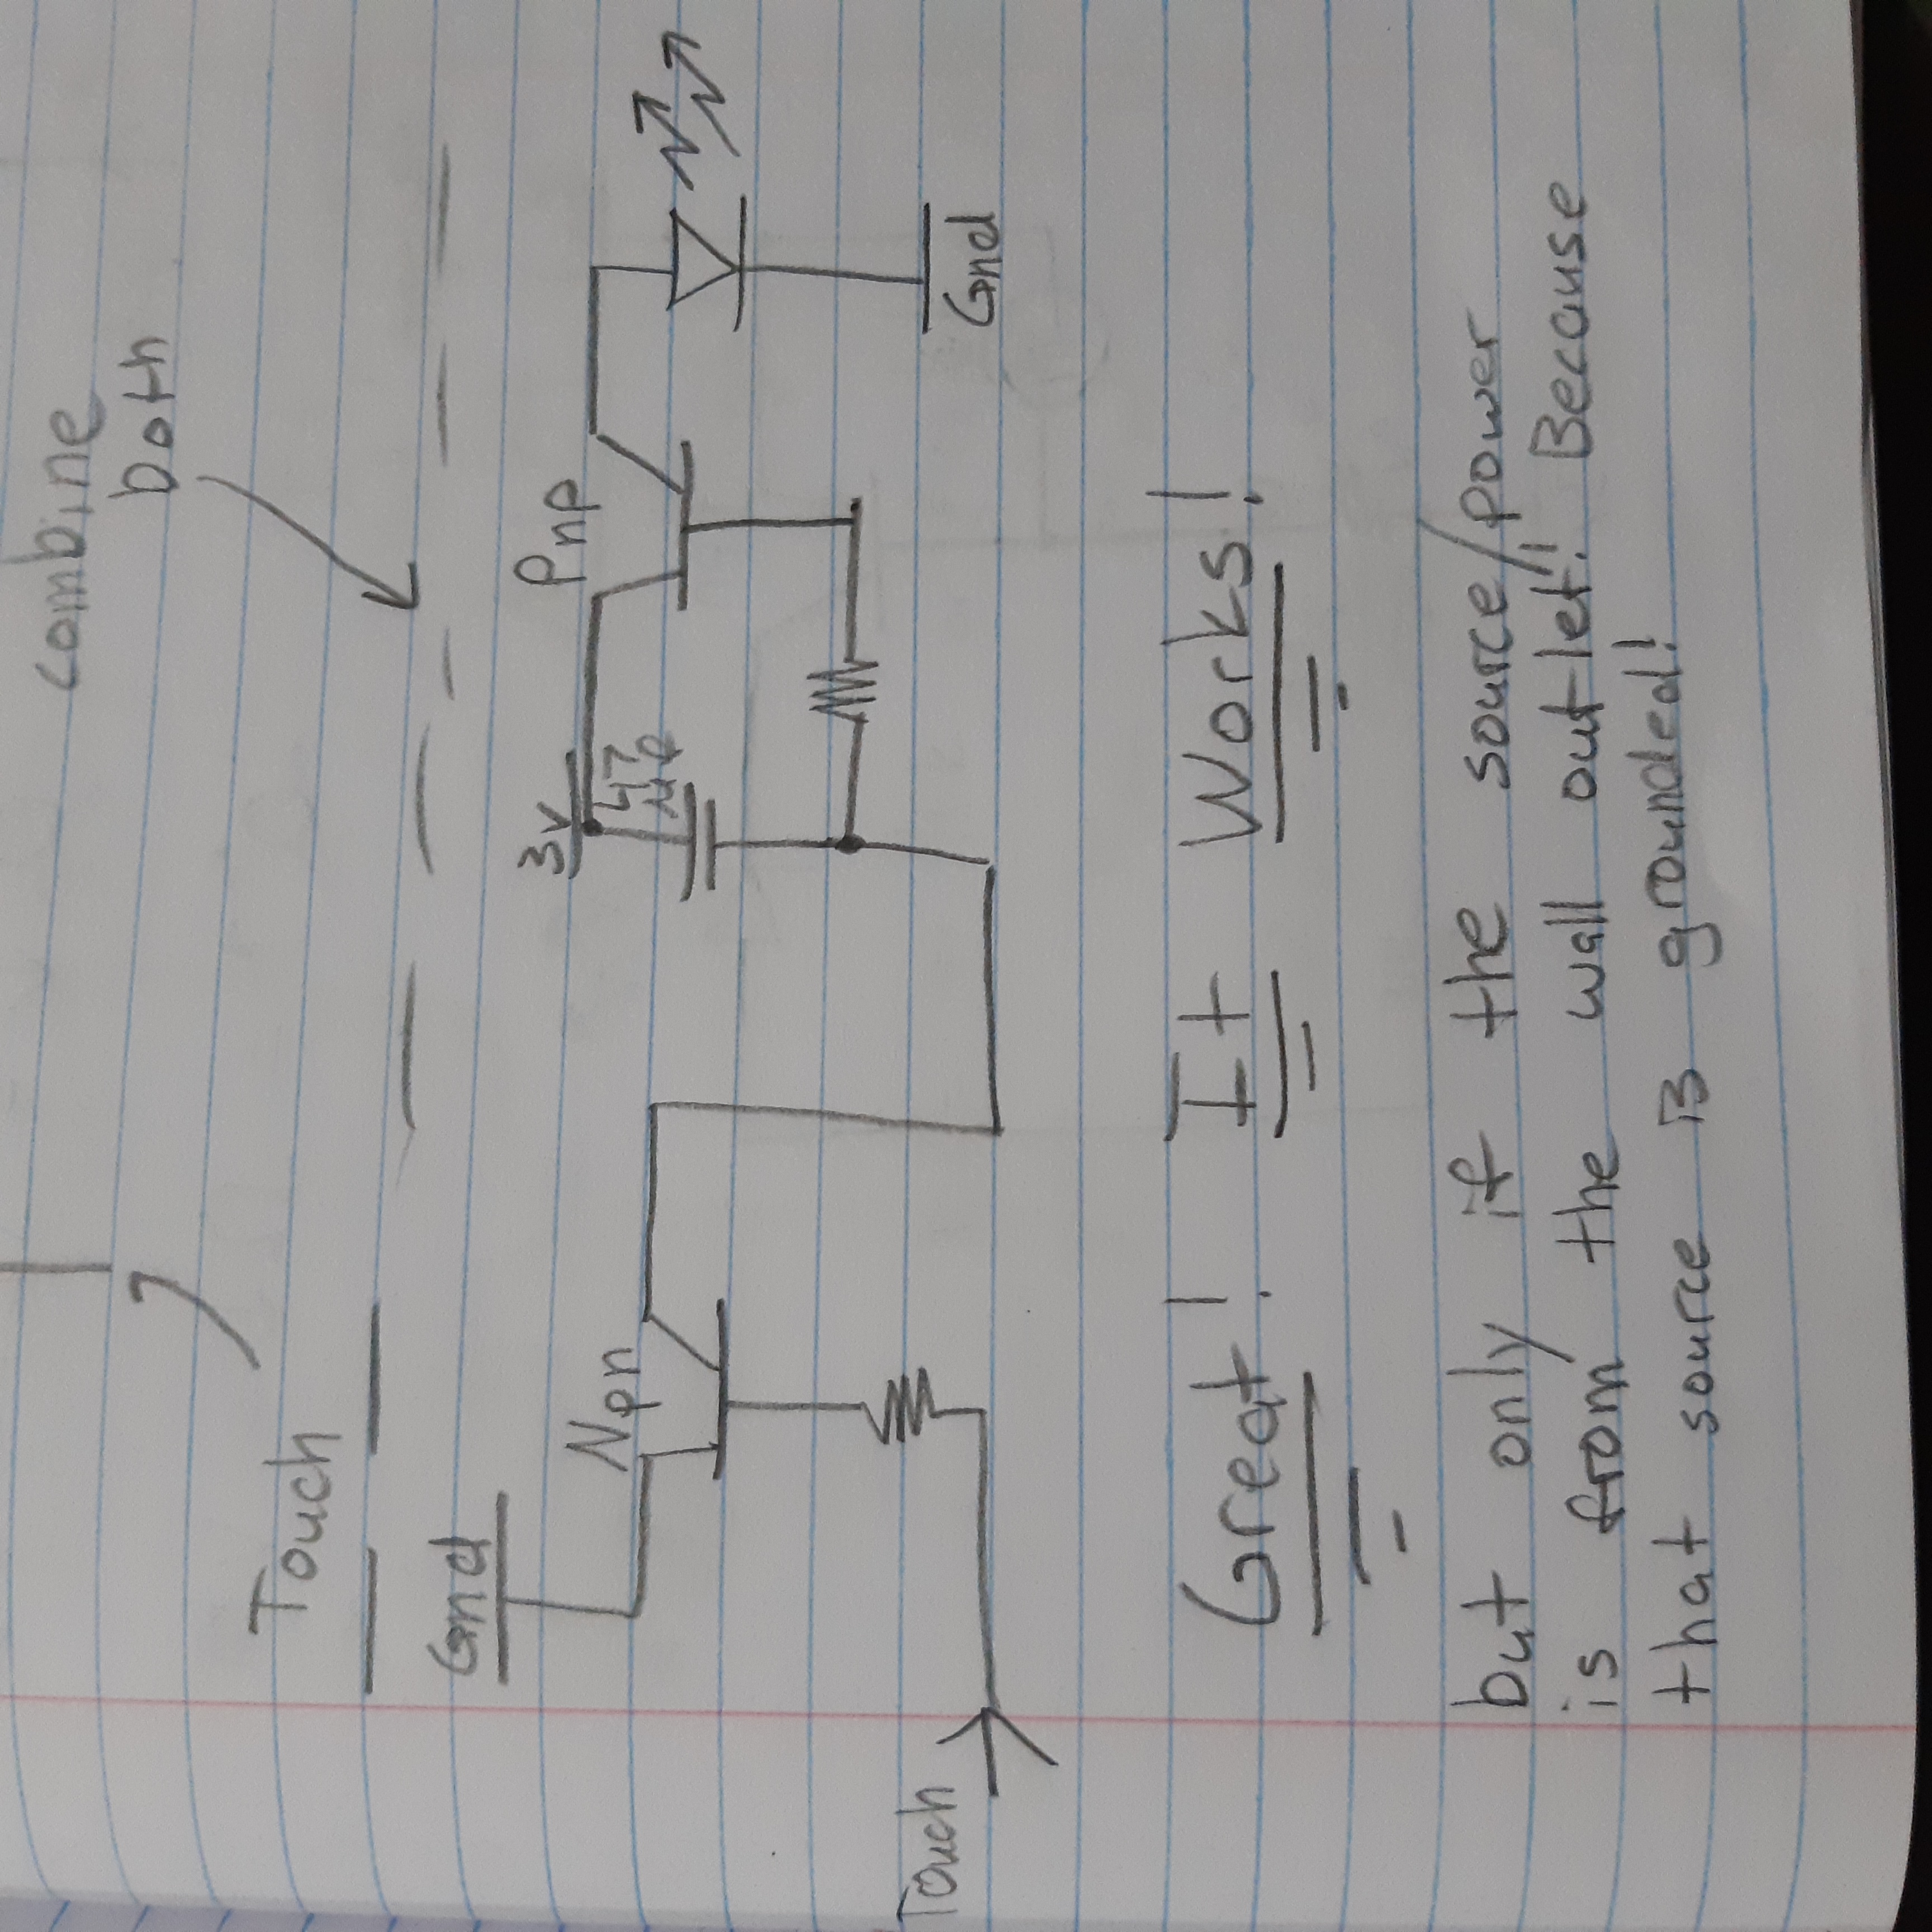 combine
both
Touch
Gnd
Npn
3v
Pnp
47
µf
Touch
Gnd
Great! It Works!
but only if the source/power
is from the wall outlet!! Because
that source is grounded!